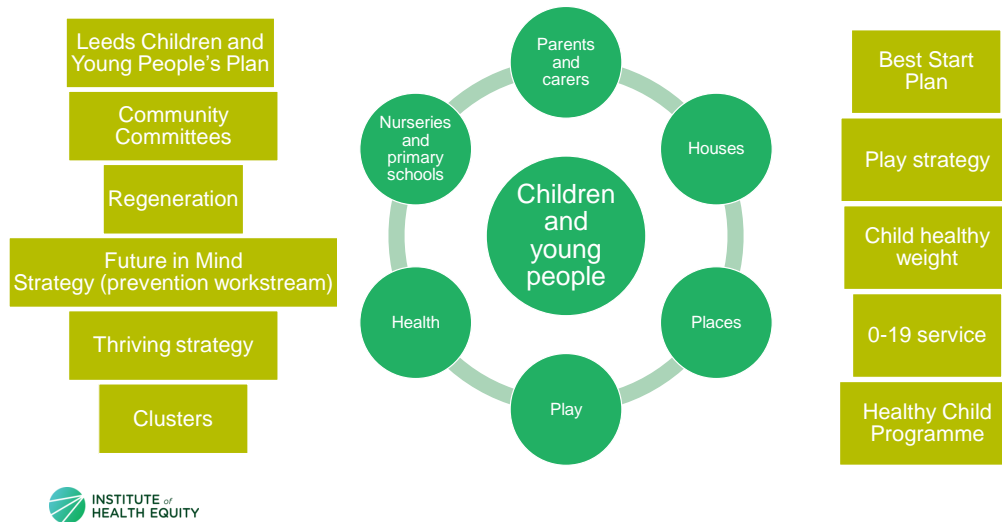 Leeds Children and
Young People's Plan
Community
Committees
Regeneration
Future in Mind
Strategy (prevention workstream)
Thriving strategy
Clusters
Parents
and
carers
Nurseries
and
primary
schools
Houses
Children
and
young
people
Health
Places
Play
Best Start
Plan
Play strategy
Child healthy
weight
0-19 service
Healthy Child
Programme
INSTITUTE of
HEALTH EQUITY